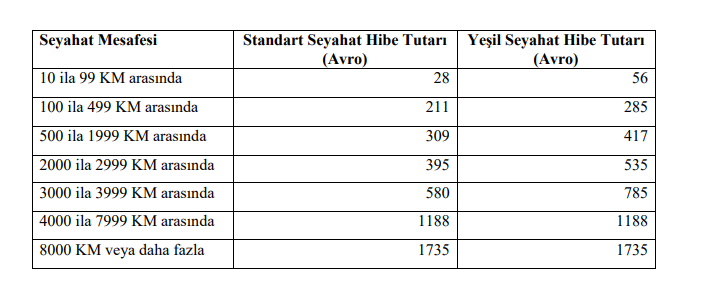 Seyahat Mesafesi Standart Seyahat Hibe Tutarı (Avro) Yeşil Seyahat Hibe Tutarı (Avro)
10 ila 99 KM arasında 28 56
100 ila 499 KM arasında 211 285
500 ila 1999 KM arasında 309 417
2000 ila 2999 KM arasında 395 535
3000 ila 3999 KM arasında 580 785
4000 ila 7999 KM arasında 1188 1188
8000 KM veya daha fazla 1735 1735